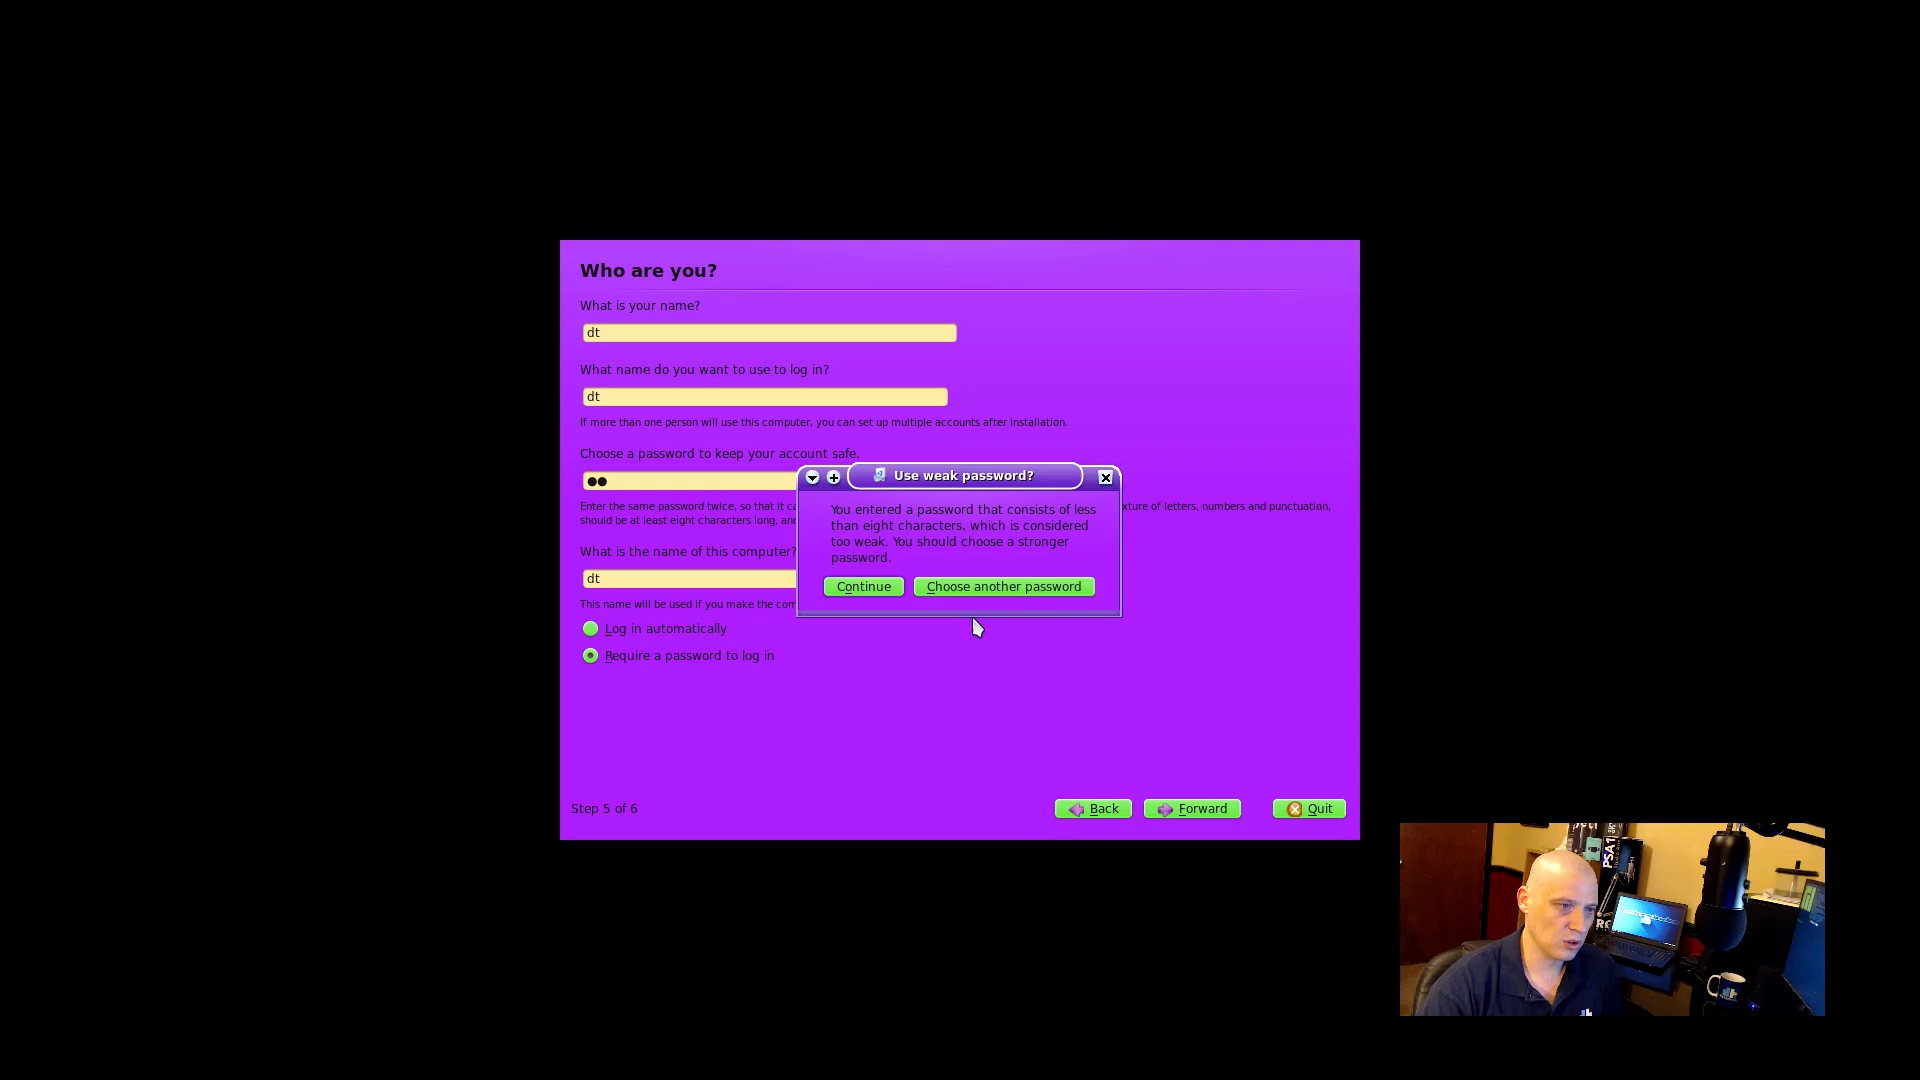 Who are you?
What is your name?
dt
What name do you want to use to log in?
dt
If more than one person will use this computer, you can set up multiple accounts after installation.
Choose a password to keep your account safe.
Use weak password?
You entered a password that consists of less
than eight characters, which is considered
too weak. You should choose a stronger
password.
Continue
Choose another password
Enter the same password twice, so that it
xture of letters, numbers and punctuation,
should be at least eight characters long,
What is the name of this computer?
dt
This name will be used if you make the
Log in automatically
Require a password to log in
Step 5 of 6
Back
Forward
Quit
PSA1